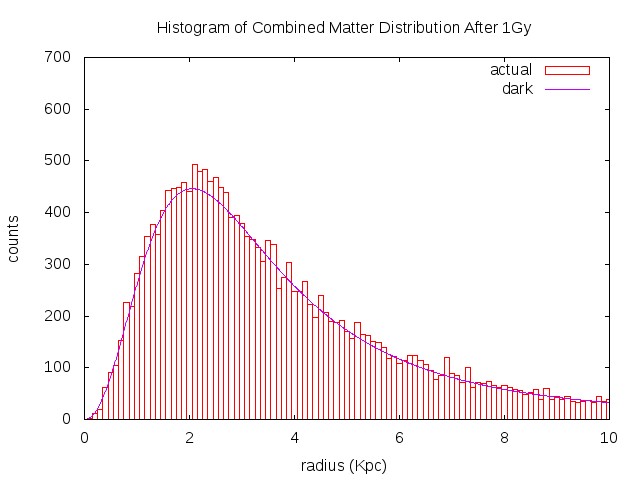 Histogram of Combined Matter Distribution After 1Gy
actual
dark
700
600
500
400
300
200
100
0
counts
0 2 4 6 8 10
radius (Kpc)